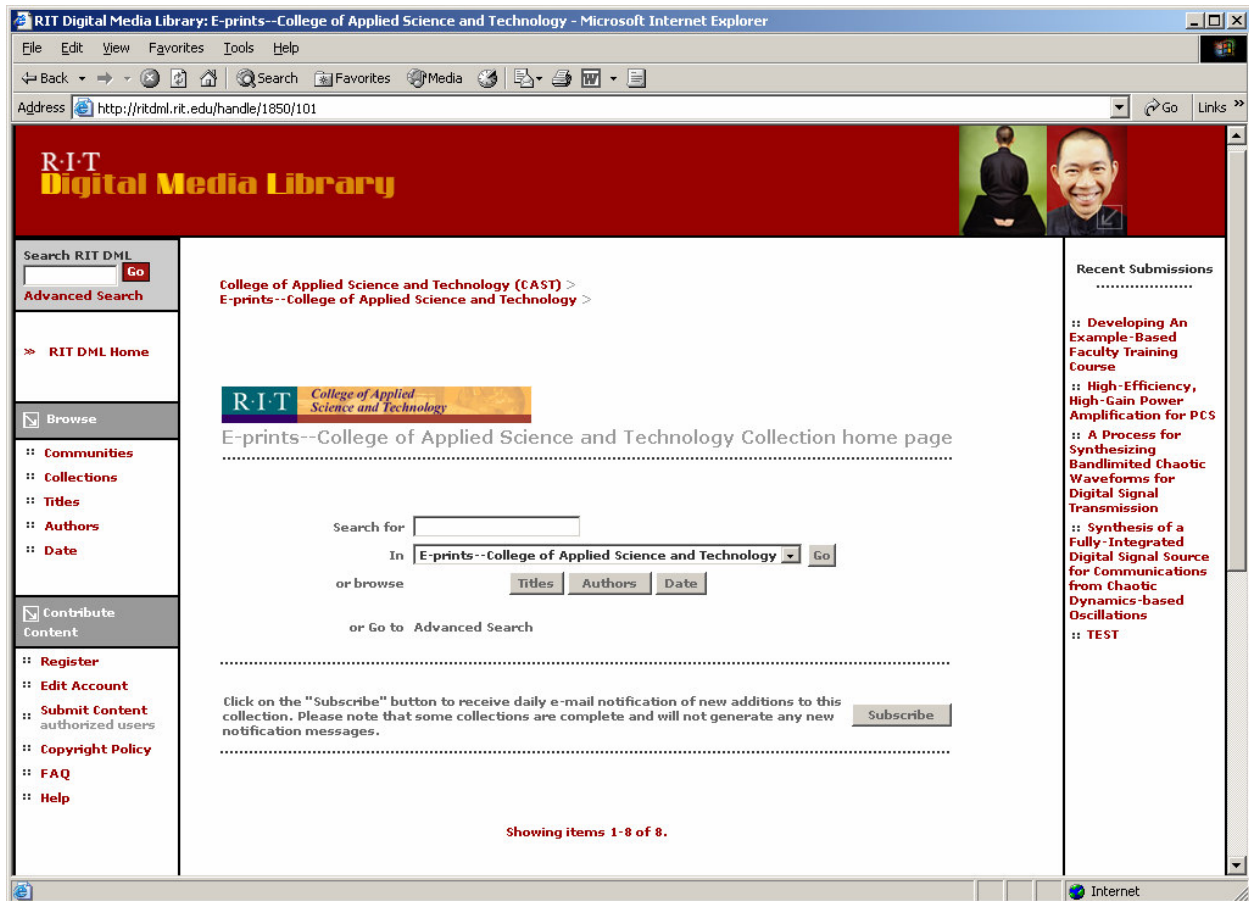 RIT Digital Media Library: E-prints--College of Applied Science and Technology - Microsoft Internet Explorer
File Edit View Favorites Tools Help
Back Search Favorites Media
Address http://ritdml.rit.edu/handle/1850/101 Go Links »
R·I·T
Digital Media Library
Search RIT DML
Go
Advanced Search
» RIT DML Home
Browse
:: Communities
:: Collections
:: Titles
:: Authors
:: Date
Contribute
Content
:: Register
:: Edit Account
:: Submit Content
authorized users
:: Copyright Policy
:: FAQ
:: Help
College of Applied Science and Technology (CAST) >
E-prints--College of Applied Science and Technology >
R·I·T College of Applied
Science and Technology
E-prints--College of Applied Science and Technology Collection home page
Search for
In E-prints--College of Applied Science and Technology Go
or browse Titles Authors Date
or Go to Advanced Search
Click on the "Subscribe" button to receive daily e-mail notification of new additions to this
collection. Please note that some collections are complete and will not generate any new
notification messages.
Subscribe
Showing items 1-8 of 8.
Recent Submissions
:: Developing An
Example-Based
Faculty Training
Course
:: High-Efficiency,
High-Gain Power
Amplification for PCS
:: A Process for
Synthesizing
Bandlimited Chaotic
Waveforms for
Digital Signal
Transmission
:: Synthesis of a
Fully-Integrated
Digital Signal Source
for Communications
from Chaotic
Dynamics-based
Oscillations
:: TEST
Internet